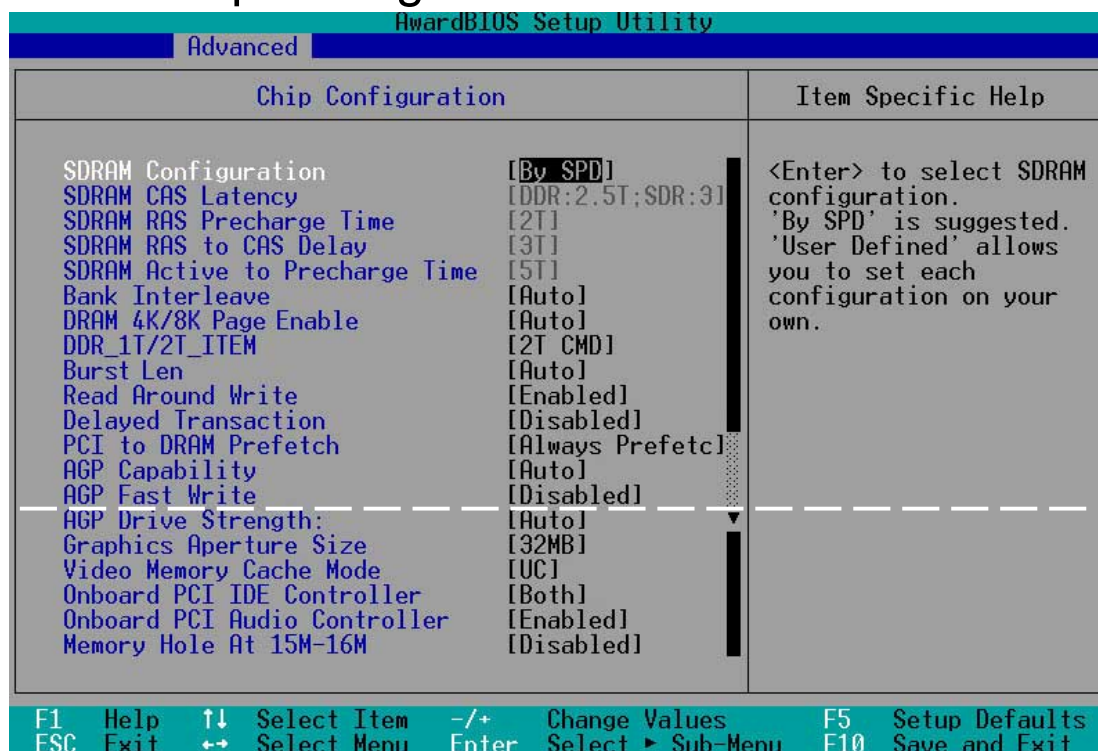 AwardBIOS Setup Utility
Advanced
Chip Configuration
Item Specific Help
SDRAM Configuration [By SPD]
SDRAM CAS Latency [DDR:2.5T;SDR:3]
SDRAM RAS Precharge Time [2T]
SDRAM RAS to CAS Delay [3T]
SDRAM Active to Precharge Time [5T]
Bank Interleave [Auto]
DRAM 4K/8K Page Enable [Auto]
DDR_1T/2T_ITEM [2T CMD]
Burst Len [Auto]
Read Around Write [Enabled]
Delayed Transaction [Disabled]
PCI to DRAM Prefetch [Always Prefetc]
AGP Capability [Auto]
AGP Fast Write [Disabled]
AGP Drive Strength: [Auto]
Graphics Aperture Size [32MB]
Video Memory Cache Mode [UC]
Onboard PCI IDE Controller [Both]
Onboard PCI Audio Controller [Enabled]
Memory Hole At 15M-16M [Disabled]
<Enter> to select SDRAM
configuration.
'By SPD' is suggested.
'User Defined' allows
you to set each
configuration on your
own.
F1 Help ↑↓ Select Item -/+ Change Values F5 Setup Defaults
ESC Exit ←→ Select Menu Enter Select ► Sub-Menu F10 Save and Exit